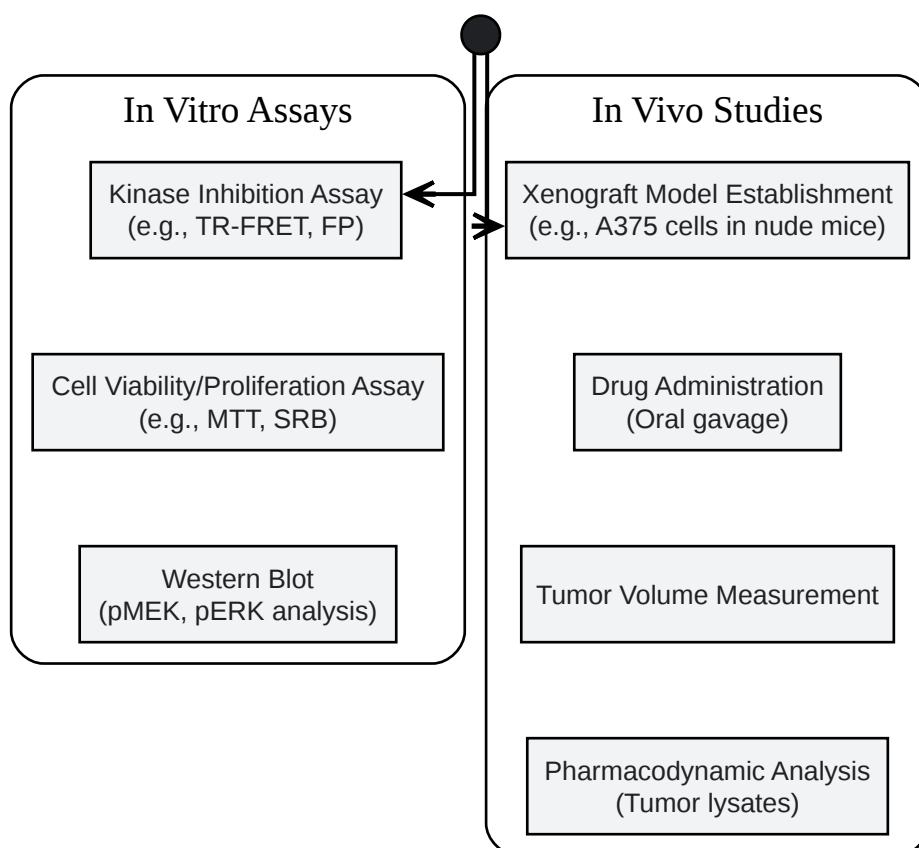 In Vitro Assays
Kinase Inhibition Assay
(e.g., TR-FRET, FP)
Cell Viability/Proliferation Assay
(e.g., MTT, SRB)
Western Blot
(pMEK, pERK analysis)
In Vivo Studies
Xenograft Model Establishment
(e.g., A375 cells in nude mice)
Drug Administration
(Oral gavage)
Tumor Volume Measurement
Pharmacodynamic Analysis
(Tumor lysates)